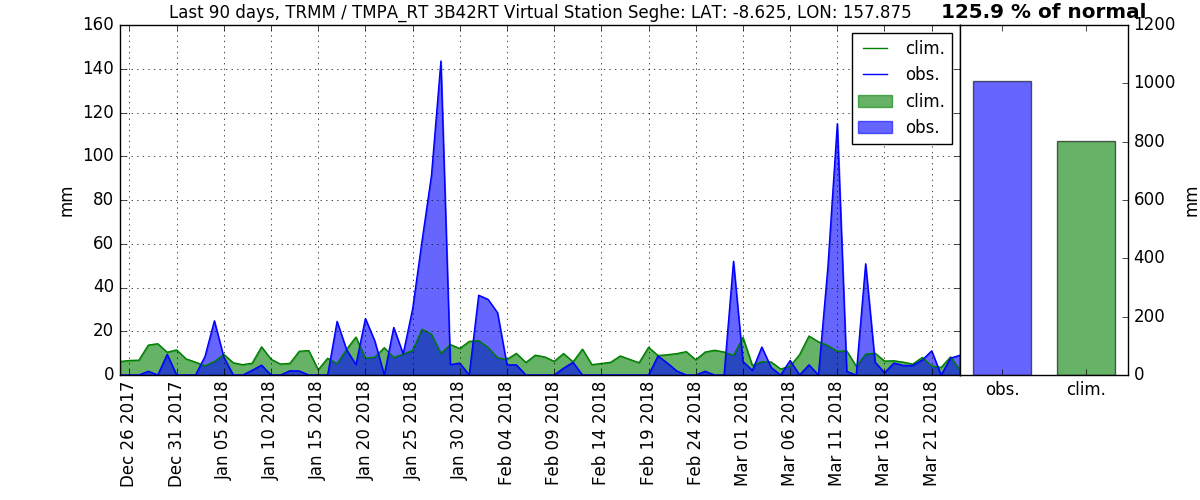 Last 90 days, TRMM / TMPA_RT 3B42RT Virtual Station Seghe: LAT: -8.625, LON: 157.875
125.9 % of normal
160
140
120
100
80
60
40
20
0
mm
clim.
obs.
clim.
obs.
1200
1000
800
600
400
200
0
mm
obs.
clim.
Dec 26 2017
Dec 31 2017
Jan 05 2018
Jan 10 2018
Jan 15 2018
Jan 20 2018
Jan 25 2018
Jan 30 2018
Feb 04 2018
Feb 09 2018
Feb 14 2018
Feb 19 2018
Feb 24 2018
Mar 01 2018
Mar 06 2018
Mar 11 2018
Mar 16 2018
Mar 21 2018